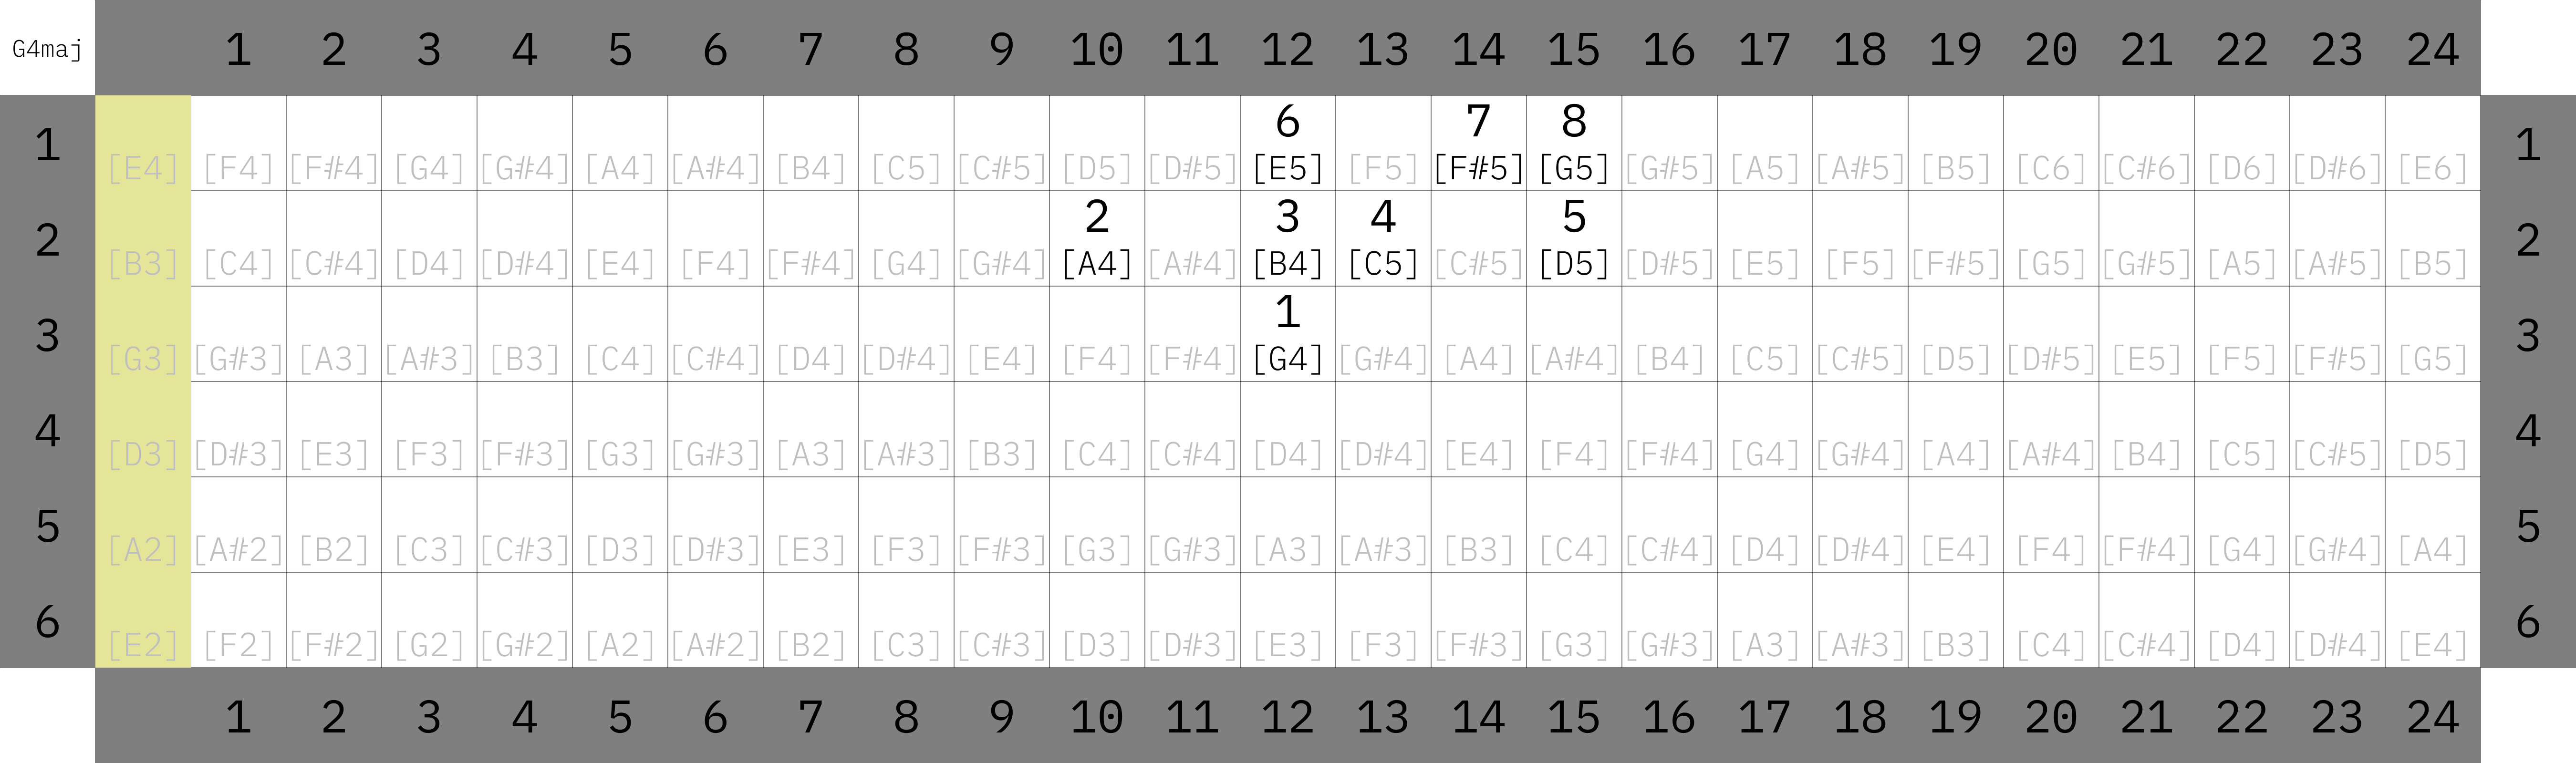 G4maj 1 2 3 4 5 6 7 8 9 10 11 12 13 14 15 16 17 18 19 20 21 22 23 24
6 7 8
1 [E4] [F4] [F#4] [G4] [G#4] [A4] [A#4] [B4] [C5] [C#5] [D5] [D#5] [E5] [F5] [F#5] [G5] [G#5] [A5] [A#5] [B5] [C6] [C#6] [D6] [D#6] [E6] 1
2 3 4 5
2 [B3] [C4] [C#4] [D4] [D#4] [E4] [F4] [F#4] [G4] [G#4] [A4] [A#4] [B4] [C5] [C#5] [D5] [D#5] [E5] [F5] [F#5] [G5] [G#5] [A5] [A#5] [B5] 2
1
3 [G3] [G#3] [A3] [A#3] [B3] [C4] [C#4] [D4] [D#4] [E4] [F4] [F#4] [G4] [G#4] [A4] [A#4] [B4] [C5] [C#5] [D5] [D#5] [E5] [F5] [F#5] [G5] 3
4 [D3] [D#3] [E3] [F3] [F#3] [G3] [G#3] [A3] [A#3] [B3] [C4] [C#4] [D4] [D#4] [E4] [F4] [F#4] [G4] [G#4] [A4] [A#4] [B4] [C5] [C#5] [D5] 4
5 [A2] [A#2] [B2] [C3] [C#3] [D3] [D#3] [E3] [F3] [F#3] [G3] [G#3] [A3] [A#3] [B3] [C4] [C#4] [D4] [D#4] [E4] [F4] [F#4] [G4] [G#4] [A4] 5
6 [E2] [F2] [F#2] [G2] [G#2] [A2] [A#2] [B2] [C3] [C#3] [D3] [D#3] [E3] [F3] [F#3] [G3] [G#3] [A3] [A#3] [B3] [C4] [C#4] [D4] [D#4] [E4] 6
1 2 3 4 5 6 7 8 9 10 11 12 13 14 15 16 17 18 19 20 21 22 23 24